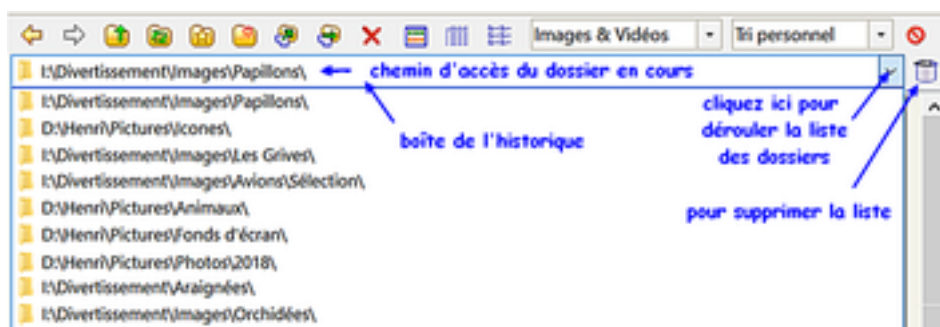 Images & Vidéos Tri personnel
I:\Divertissement\Images\Papillons\ chemin d'accès du dossier en cours
I:\Divertissement\Images\Papillons\
D:\Henri\Pictures\Icones\
I:\Divertissement\Images\Les Grives\
I:\Divertissement\Images\Avions\Sélection\
D:\Henri\Pictures\Animaux\
D:\Henri\Pictures\Fonds d'écran\
D:\Henri\Pictures\Photos\2018\
I:\Divertissement\Araignées\
I:\Divertissement\Images\Orchidées\
boîte de l'historique
cliquez ici pour
dérouler la liste
des dossiers
pour supprimer la liste